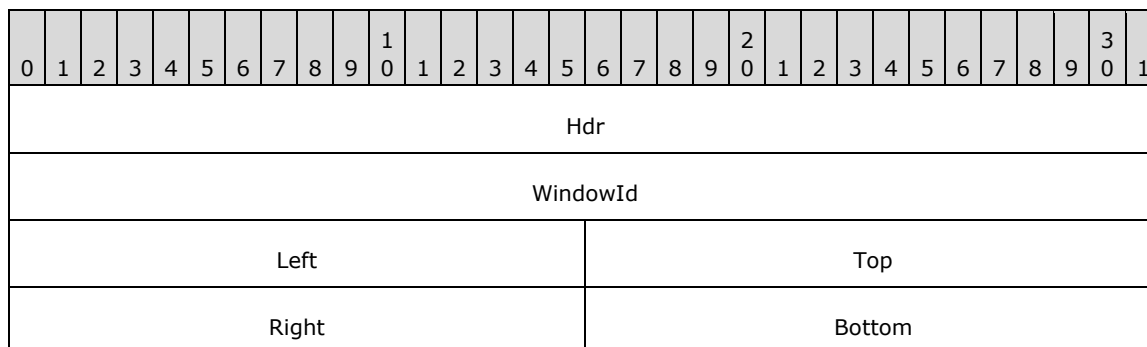 1 2 3
0 1 2 3 4 5 6 7 8 9 0 1 2 3 4 5 6 7 8 9 0 1 2 3 4 5 6 7 8 9 0 1
Hdr
WindowId
Left Top
Right Bottom